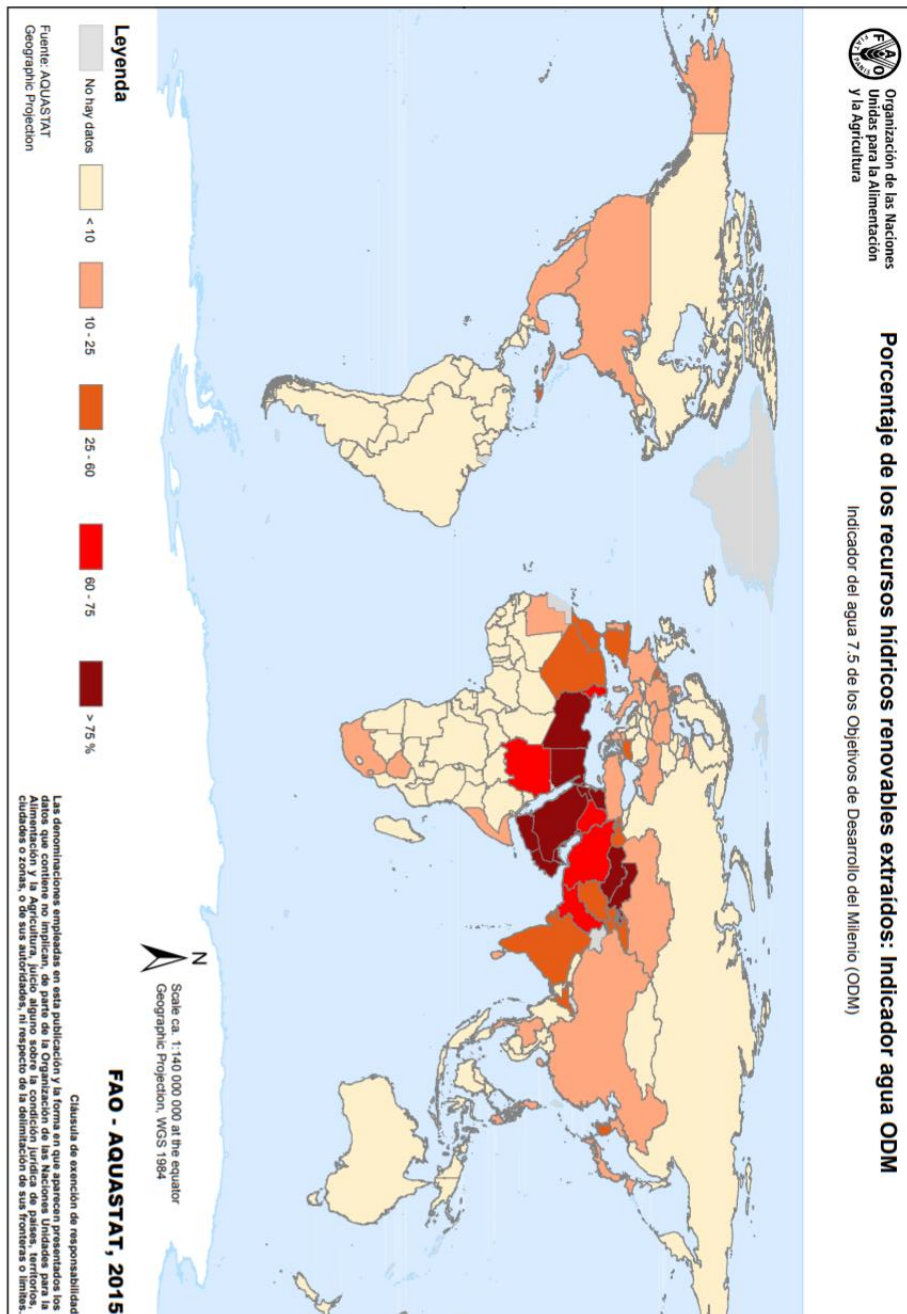 Organización de las Naciones
Unidas para la Alimentación
y la Agricultura
Porcentaje de los recursos hídricos renovables extraídos: Indicador agua ODM
Indicador del agua 7.5 de los Objetivos de Desarrollo del Milenio (ODM)
Leyenda
No hay datos
< 10
10 - 25
25 - 60
60 - 75
> 75 %
Fuente: AQUASTAT
Geographic Projection
N
Scale ca. 1:140 000 000 at the equator
Geographic Projection, WGS 1984
FAO - AQUASTAT, 2015
Cláusula de exención de responsabilidad
Las denominaciones empleadas en esta publicación y la forma en que aparecen presentados los
datos que contiene no implican, de parte de la Organización de las Naciones Unidas para la
Alimentación y la Agricultura, juicio alguno sobre la condición jurídica de países, territorios,
ciudades o zonas, o de sus autoridades, ni respecto de la delimitación de sus fronteras o límites.